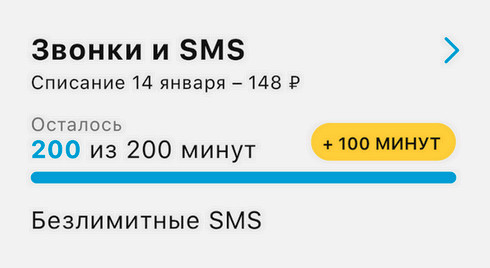 Звонки и SMS
Списание 14 января – 148 ₽
Осталось
200 из 200 минут
+ 100 МИНУТ
Безлимитные SMS